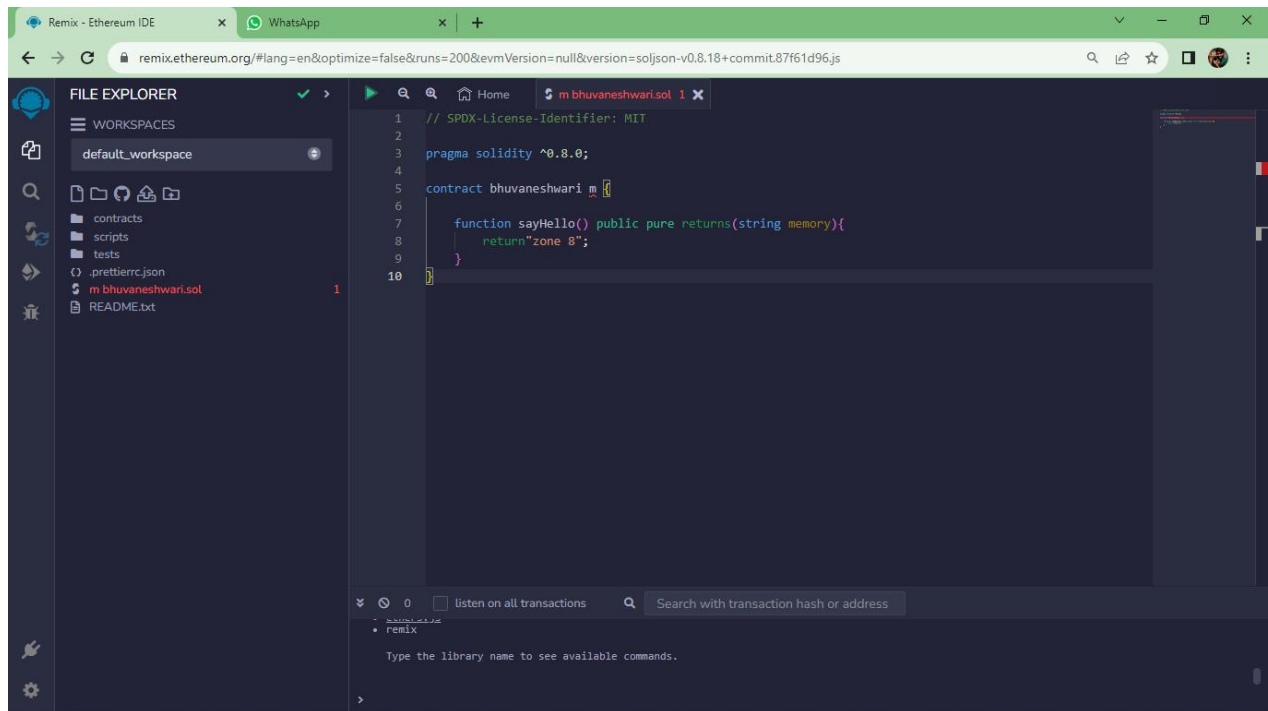 Remix - Ethereum IDE
WhatsApp
remix.ethereum.org/#lang=en&optimize=false&runs=200&evmVersion=null&version=soljson-v0.8.18+commit.87f61d96.js
FILE EXPLORER
WORKSPACES
default_workspace
contracts
scripts
tests
.prettierrc.json
m bhuvaneshwari.sol 1
README.txt
Home
m bhuvaneshwari.sol 1
1 // SPDX-License-Identifier: MIT
2
3 pragma solidity ^0.8.0;
4
5 contract bhuvaneshwari m {
6
7 function sayHello() public pure returns(string memory){
8 return"zone 8";
9 }
10 }
0 listen on all transactions Search with transaction hash or address
remix
Type the library name to see available commands.
>